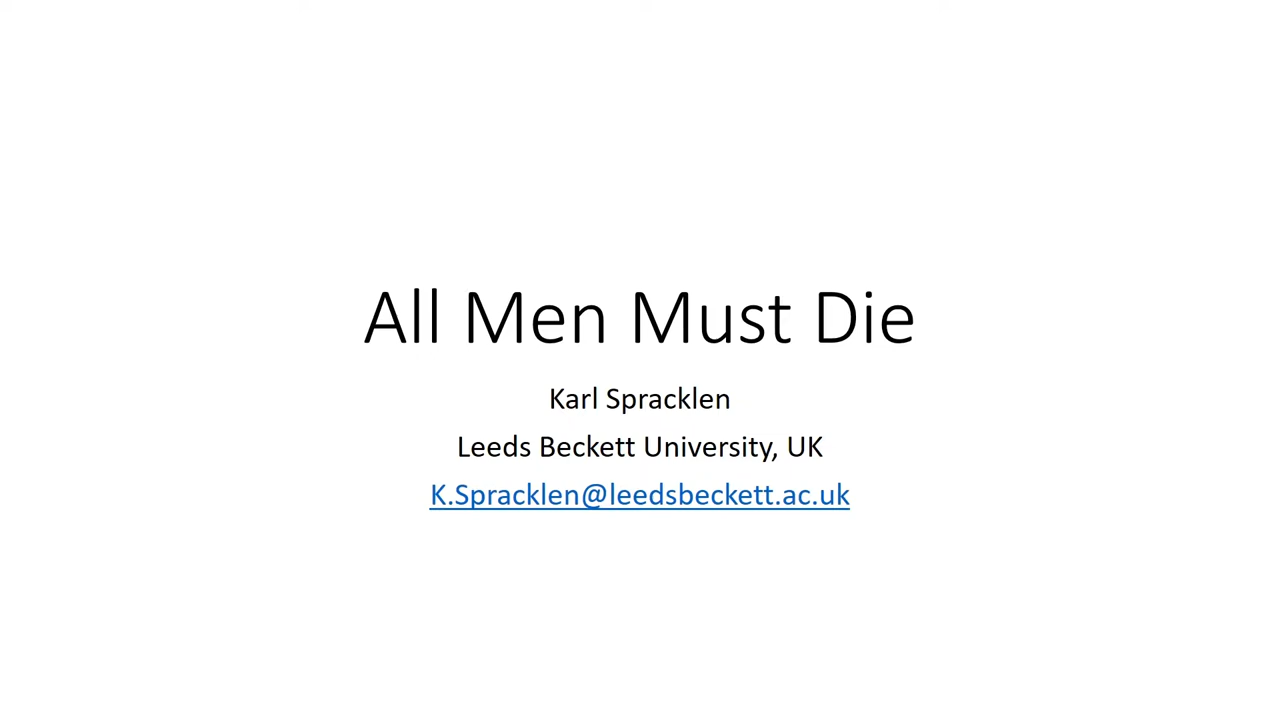 All Men Must Die
Karl Spracklen
Leeds Beckett University, UK
K.Spracklen@leedsbeckett.ac.uk